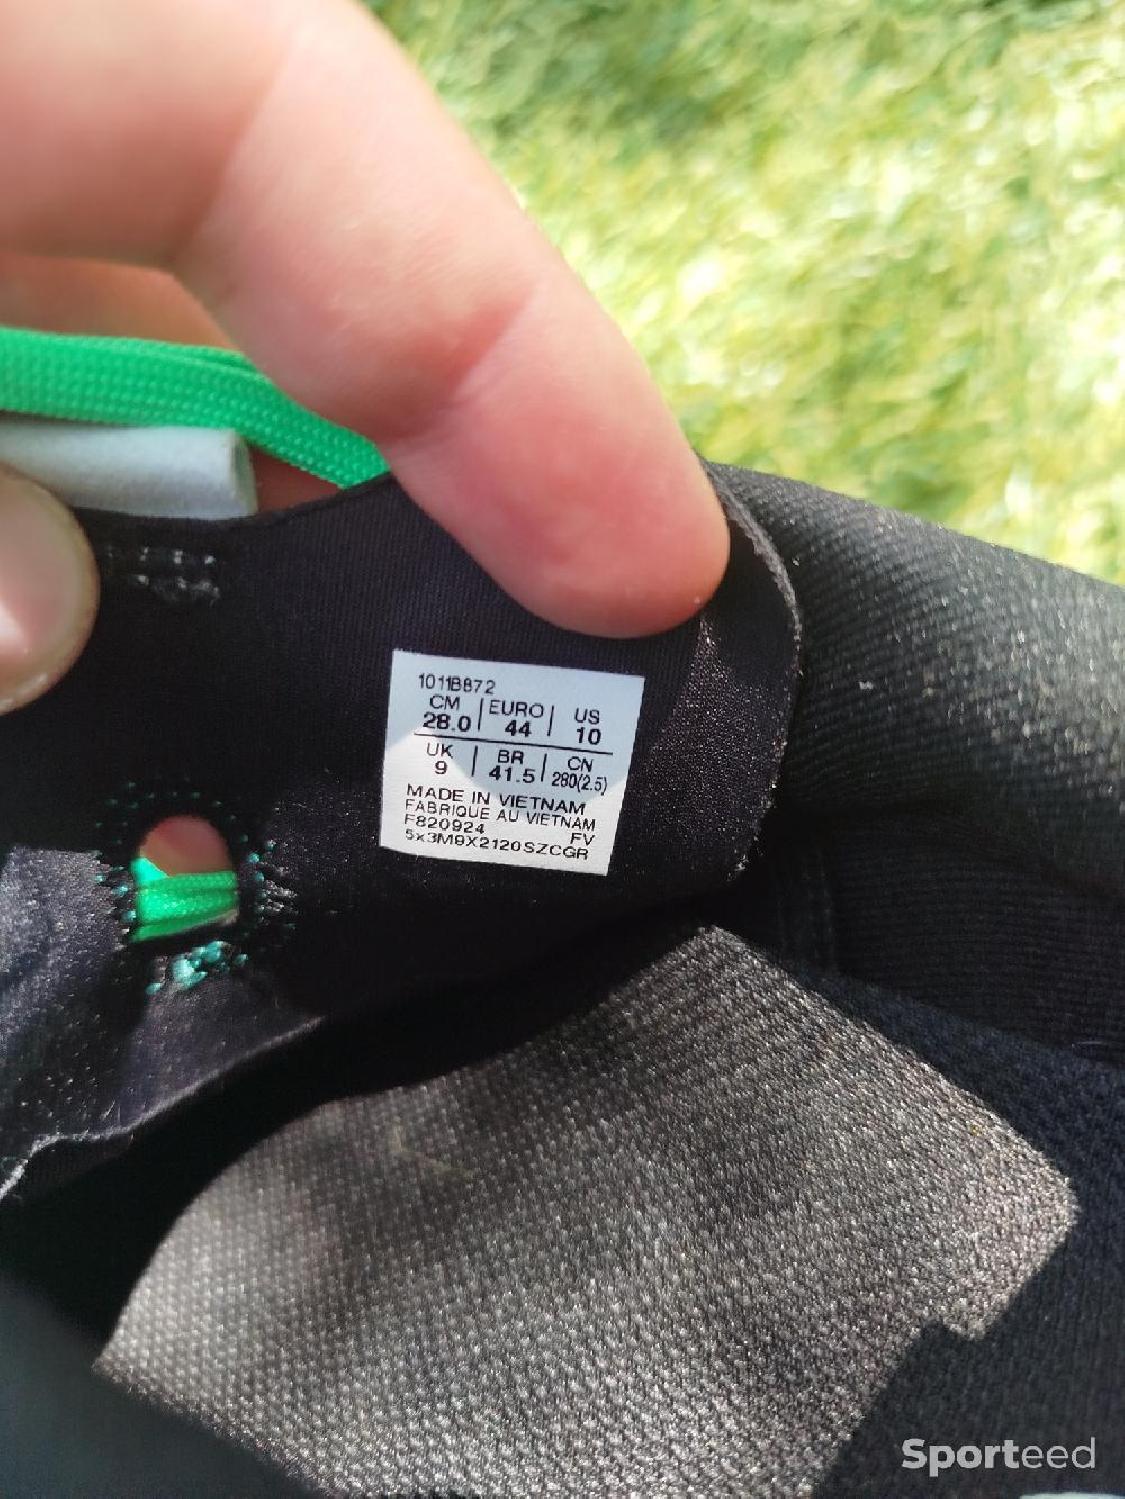 1011B872
CM | EURO | US
28.0 | 44 | 10
UK | BR | CN
9 | 41.5 | 280(2.5)
MADE IN VIETNAM
FABRIQUE AU VIETNAM
F820924 FV
5x3M9X2120SZCGR
Sporteed